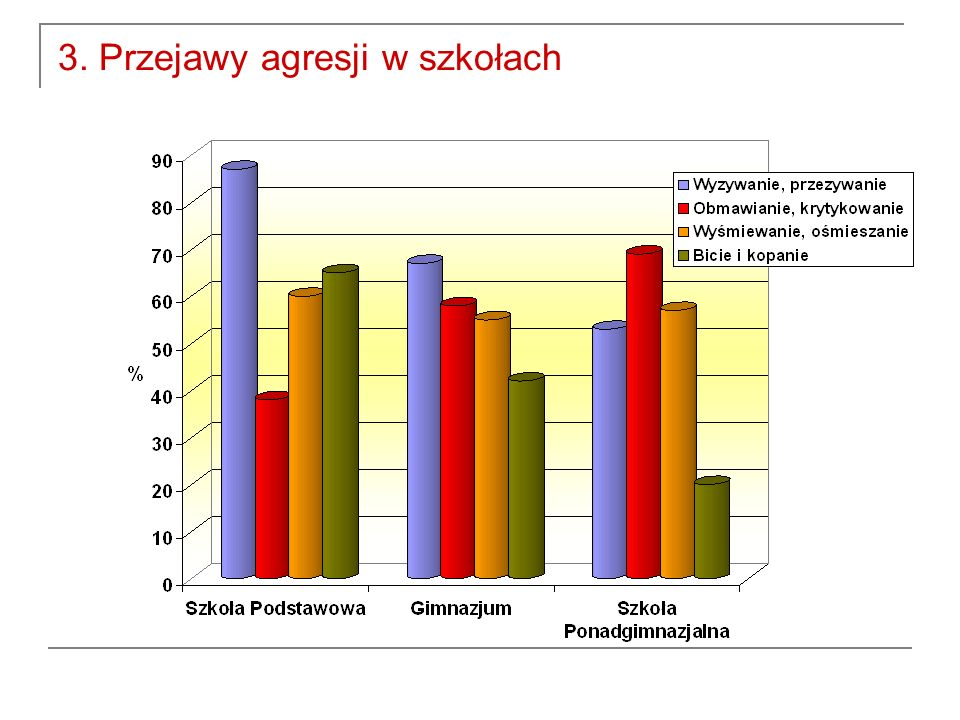 3. Przejawy agresji w szkołach
90
80
70
60
50
40
30
20
10
0
%
Wyzywanie, przezywanie
Obmawianie, krytykowanie
Wyśmiewanie, ośmieszanie
Bicie i kopanie
Szkoła Podstawowa
Gimnazjum
Szkoła
Ponadgimnazjalna